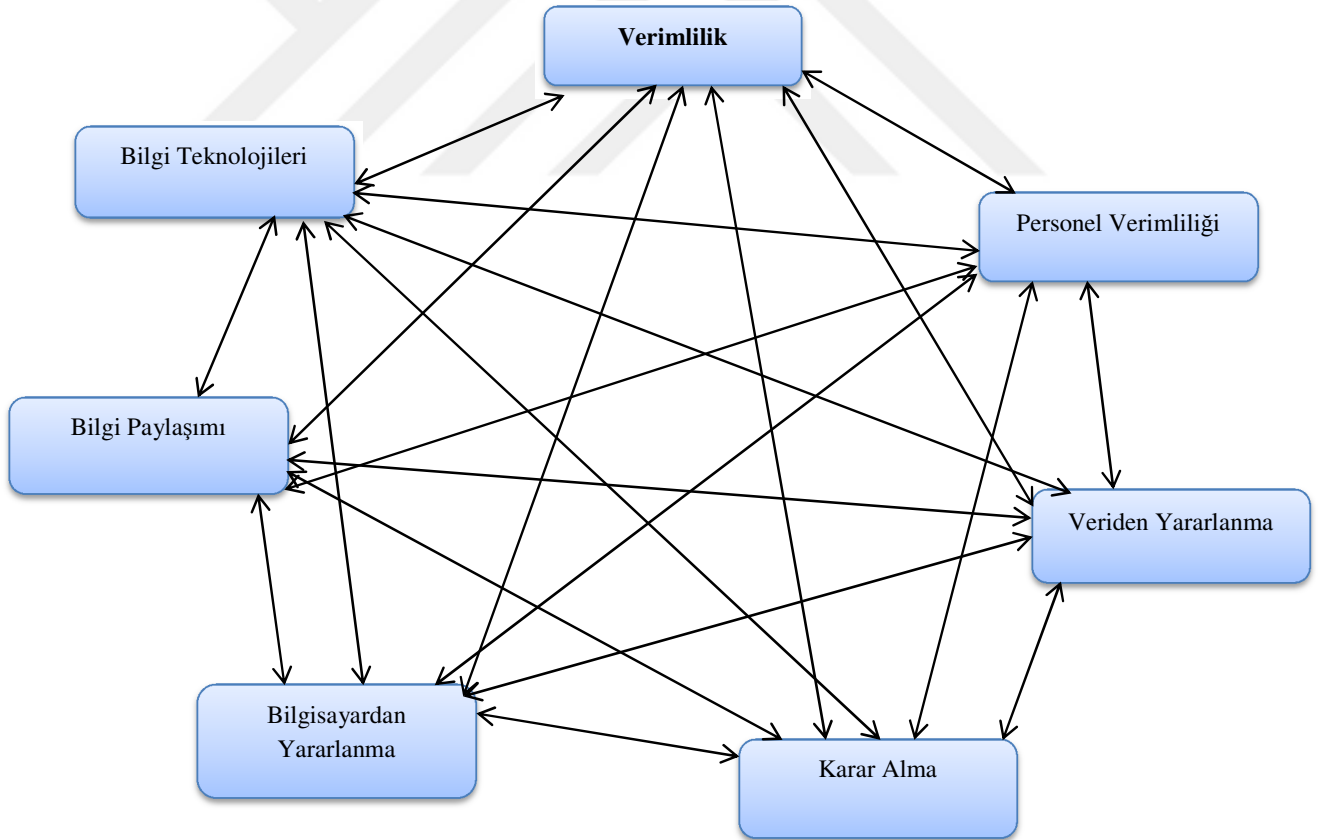 Verimlilik
Bilgi Teknolojileri
Personel Verimliliği
Bilgi Paylaşımı
Veriden Yararlanma
Bilgisayardan
Yararlanma
Karar Alma